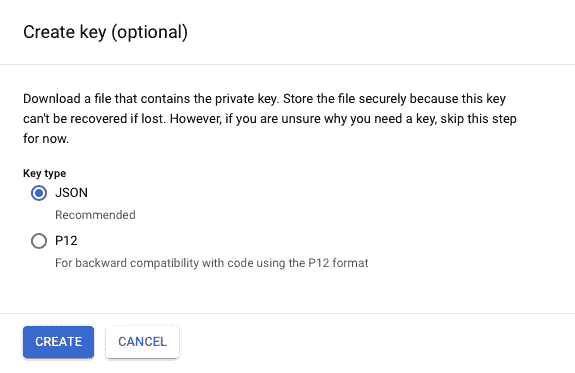 Create key (optional)
Download a file that contains the private key. Store the file securely because this key
can't be recovered if lost. However, if you are unsure why you need a key, skip this step
for now.
Key type
JSON
Recommended
P12
For backward compatibility with code using the P12 format
CREATE CANCEL